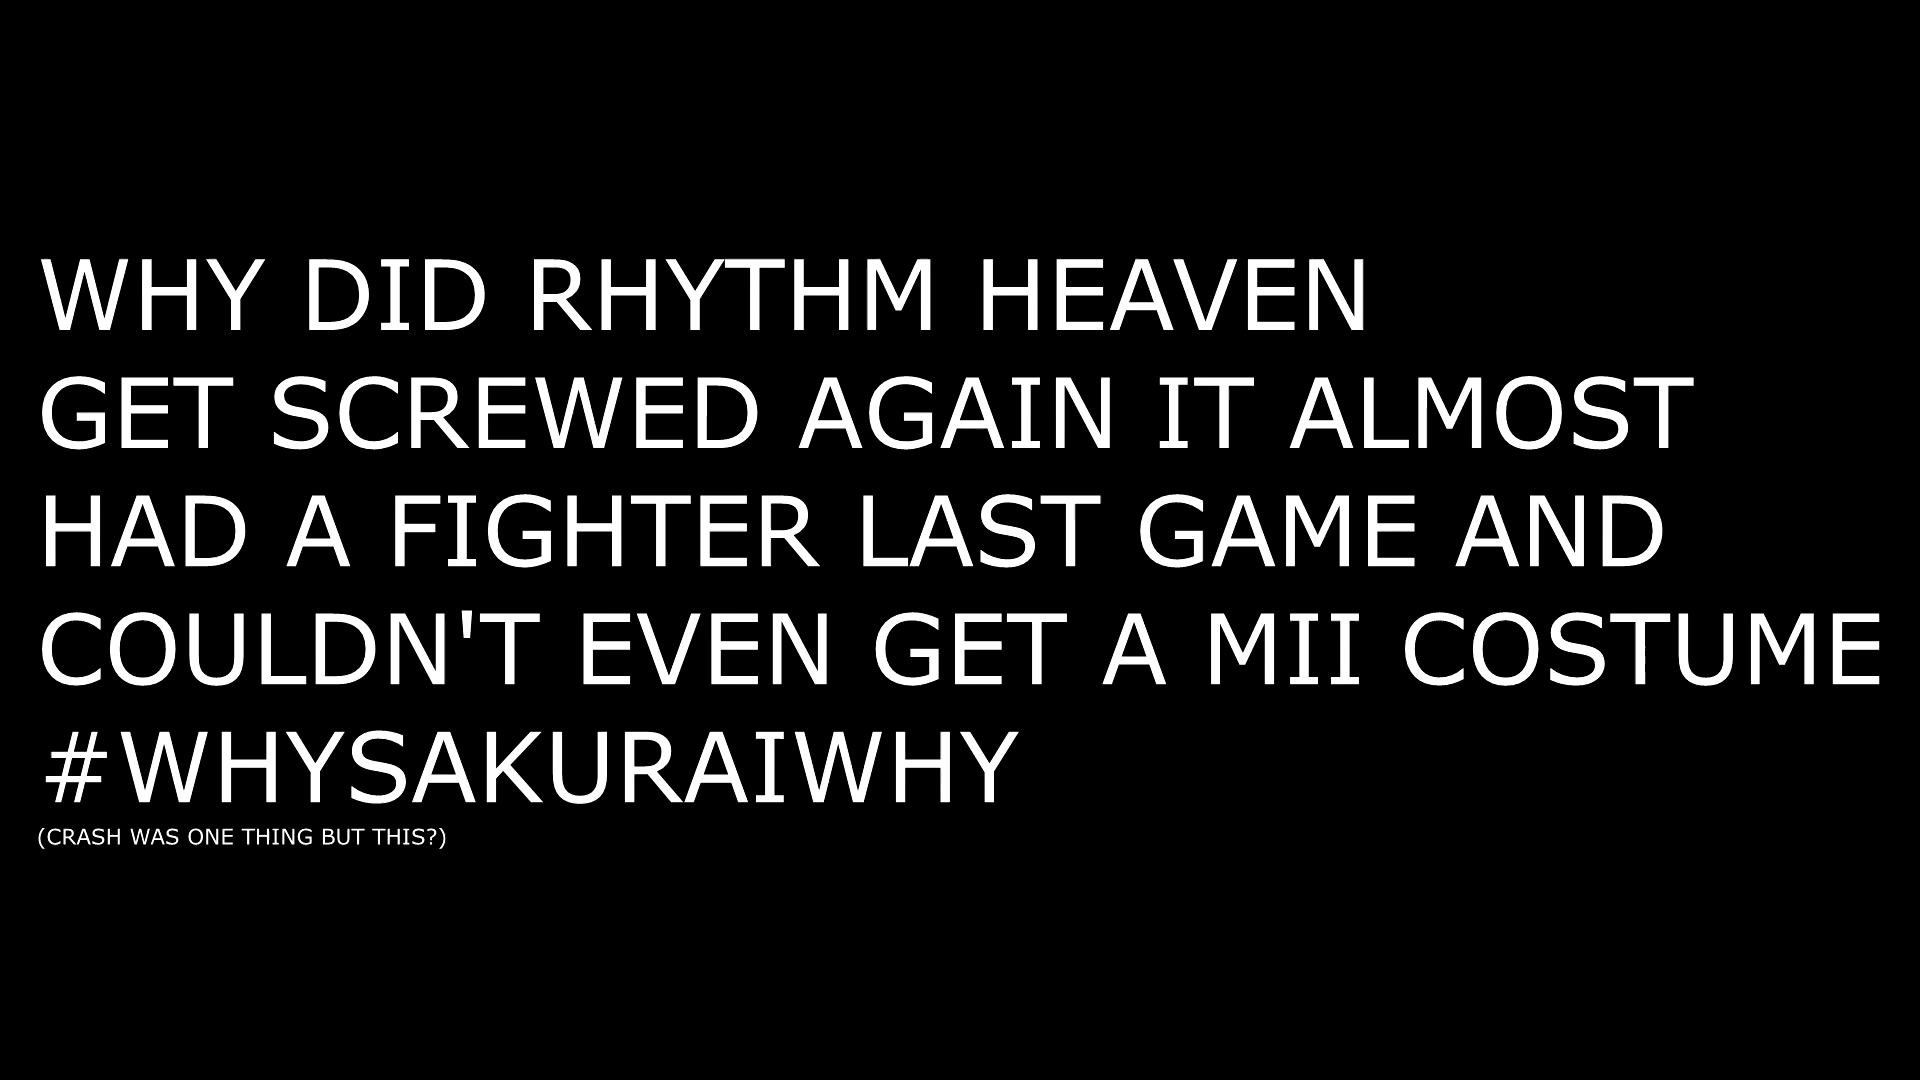 WHY DID RHYTHM HEAVEN
GET SCREWED AGAIN IT ALMOST
HAD A FIGHTER LAST GAME AND
COULDN'T EVEN GET A MII COSTUME
#WHYSAKURAIWHY
(CRASH WAS ONE THING BUT THIS?)